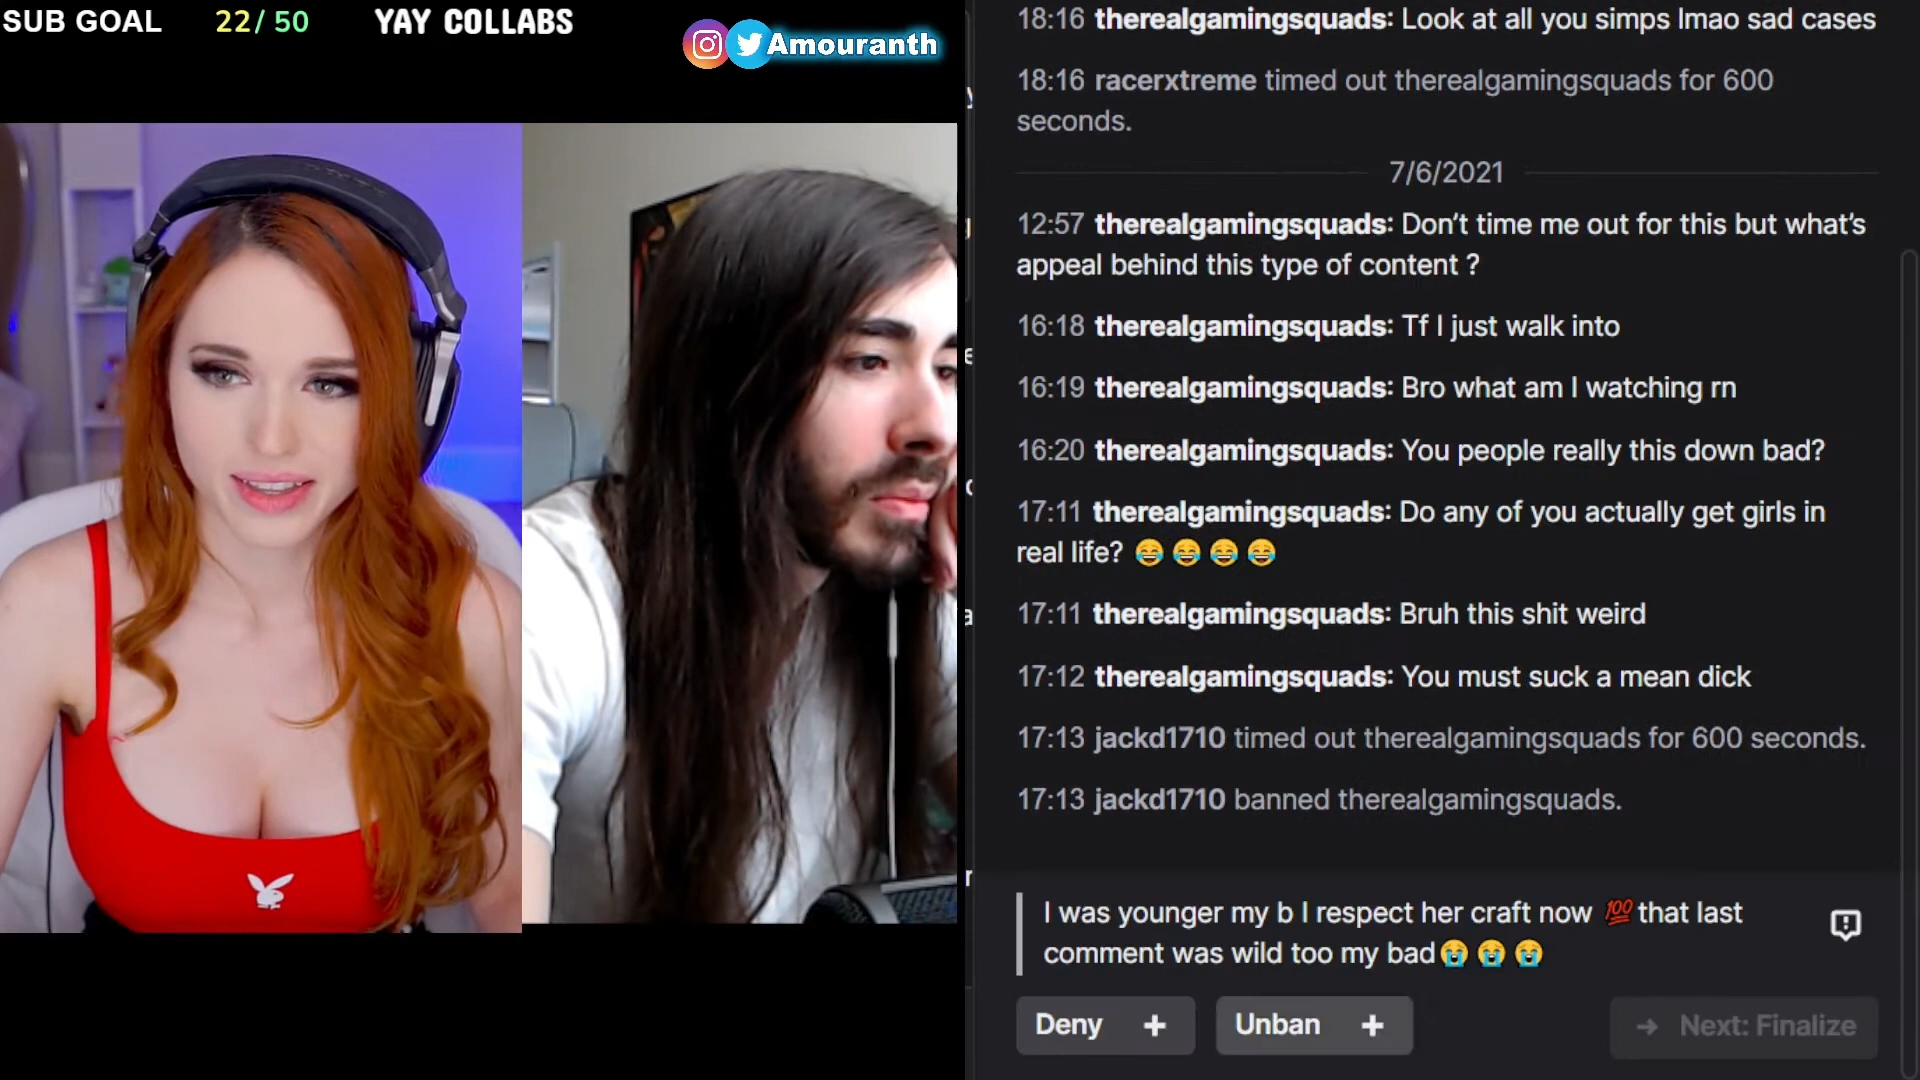 SUB GOAL 22/ 50 YAY COLLABS
Amouranth
18:16 therealgamingsquads: Look at all you simps lmao sad cases
18:16 racerxtreme timed out therealgamingsquads for 600
seconds.
7/6/2021
12:57 therealgamingsquads: Don't time me out for this but what's
appeal behind this type of content ?
16:18 therealgamingsquads: Tf I just walk into
16:19 therealgamingsquads: Bro what am I watching rn
16:20 therealgamingsquads: You people really this down bad?
17:11 therealgamingsquads: Do any of you actually get girls in
real life? 😂 😂 😂 😂
17:11 therealgamingsquads: Bruh this shit weird
17:12 therealgamingsquads: You must suck a mean dick
17:13 jackd1710 timed out therealgamingsquads for 600 seconds.
17:13 jackd1710 banned therealgamingsquads.
I was younger my b I respect her craft now 💯 that last
comment was wild too my bad😭 😭 😭
Deny + Unban + → Next: Finalize